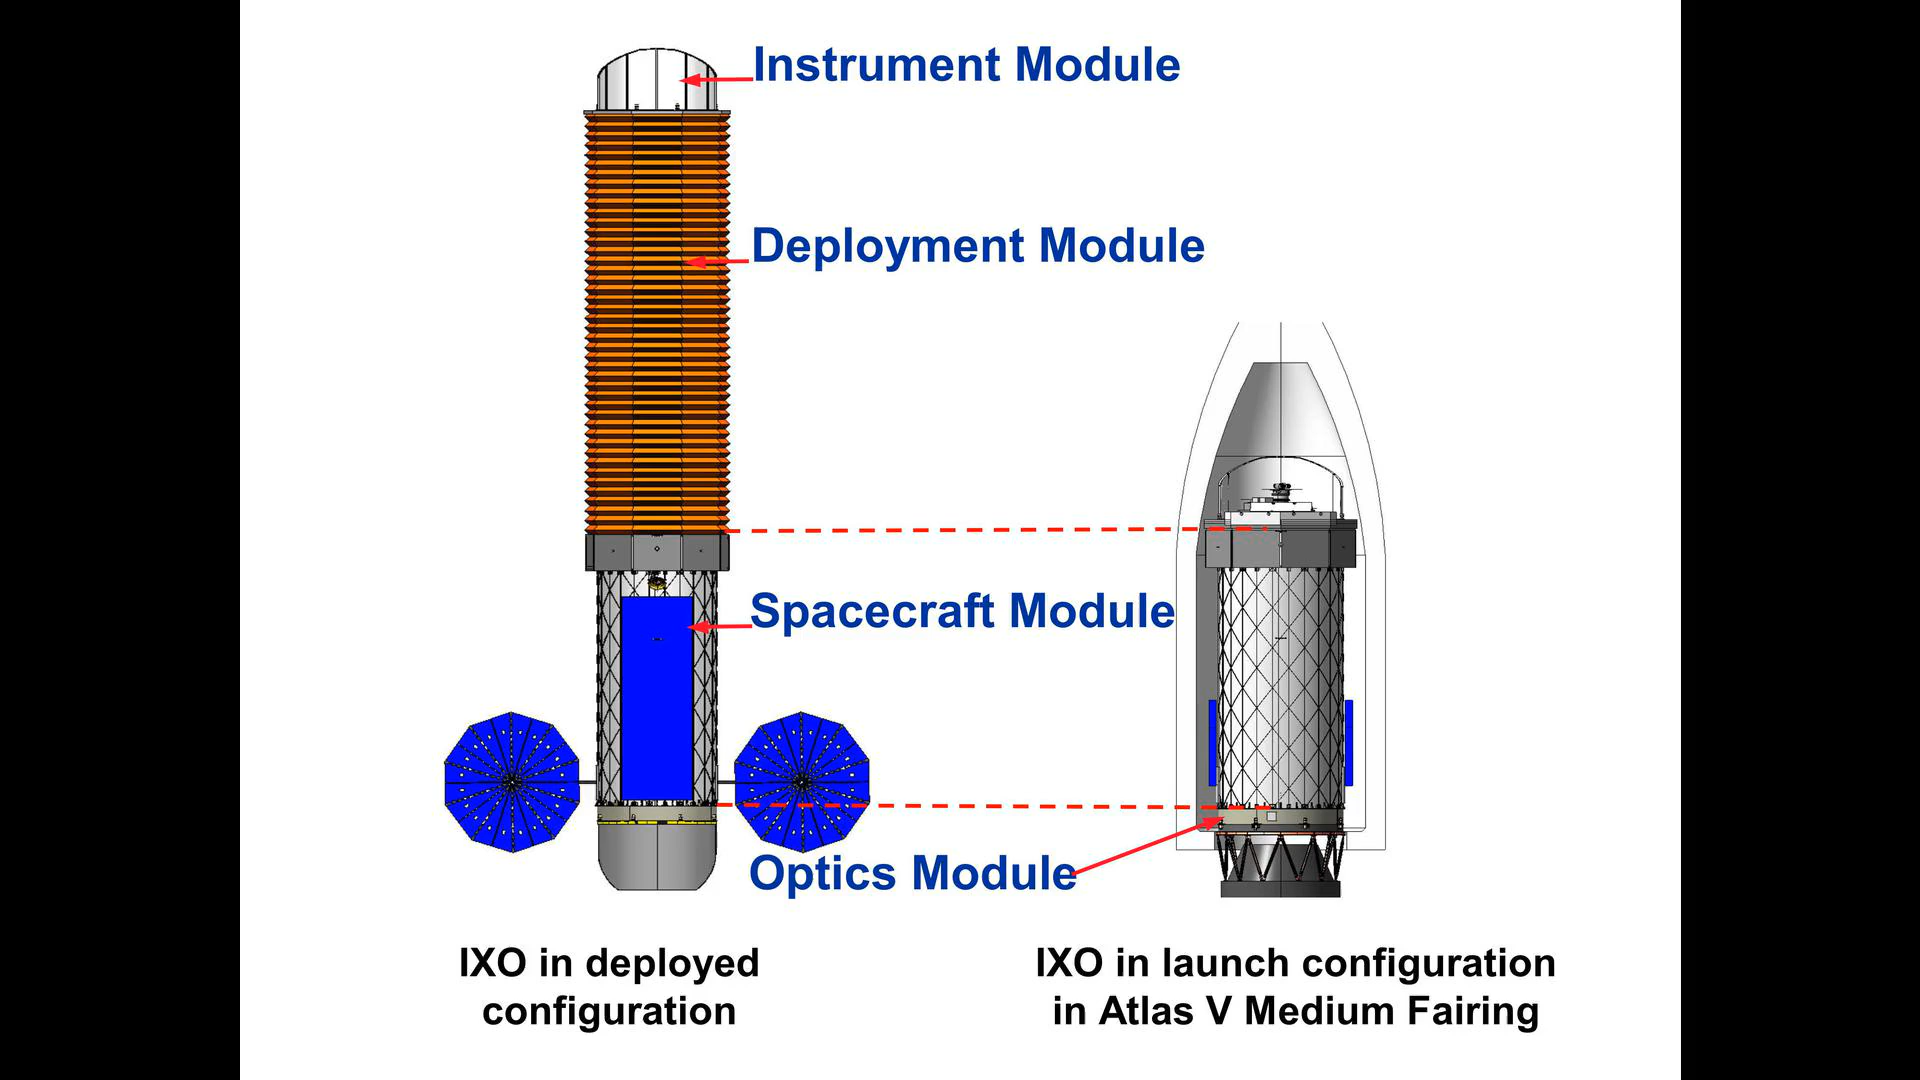 Instrument Module
Deployment Module
Spacecraft Module
Optics Module
IXO in deployed
configuration
IXO in launch configuration
in Atlas V Medium Fairing